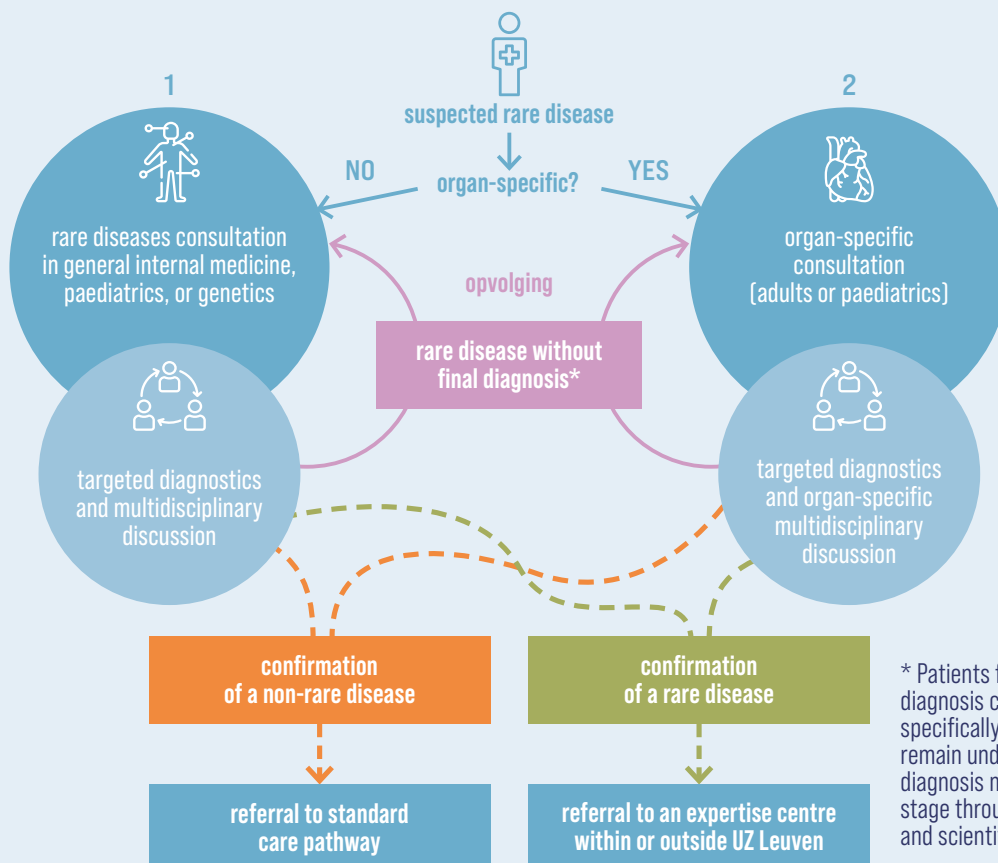 suspected rare disease
organ-specific?
NO
YES
1
rare diseases consultation
in general internal medicine,
paediatrics, or genetics
targeted diagnostics
and multidisciplinary
discussion
2
organ-specific
consultation
(adults or paediatrics)
targeted diagnostics
and organ-specific
multidisciplinary
discussion
opvolging
rare disease without
final diagnosis*
confirmation
of a non-rare disease
confirmation
of a rare disease
referral to standard
care pathway
referral to an expertise centre
within or outside UZ Leuven
* Patients
diagnosis
specifically
remain
diagnosis
stage
and